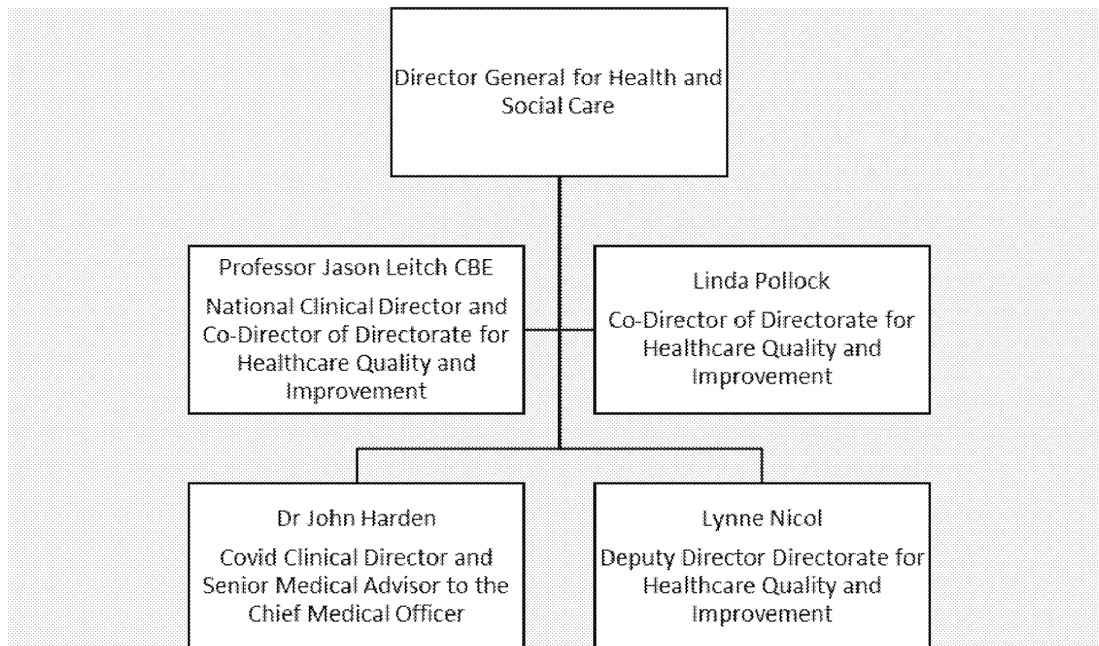 Director General for Health and
Social Care
Professor Jason Leitch CBE
National Clinical Director and
Co-Director of Directorate for
Healthcare Quality and
Improvement
Linda Pollock
Co-Director of Directorate for
Healthcare Quality and
Improvement
Dr John Harden
Covid Clinical Director and
Senior Medical Advisor to the
Chief Medical Officer
Lynne Nicol
Deputy Director Directorate for
Healthcare Quality and
Improvement